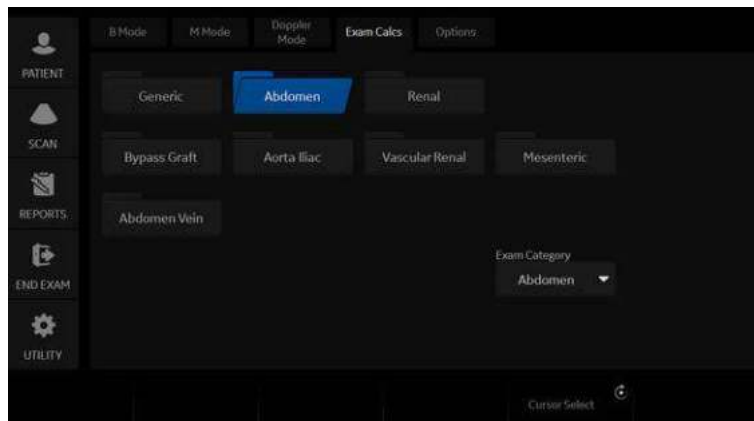 B Mode
M Mode
Doppler
Mode
Exam Calcs
Options
PATIENT
SCAN
REPORTS
END EXAM
UTILITY
Generic
Abdomen
Renal
Bypass Graft
Aorta Iliac
Vascular Renal
Mesenteric
Abdomen Vein
Exam Category
Abdomen
Cursor Select